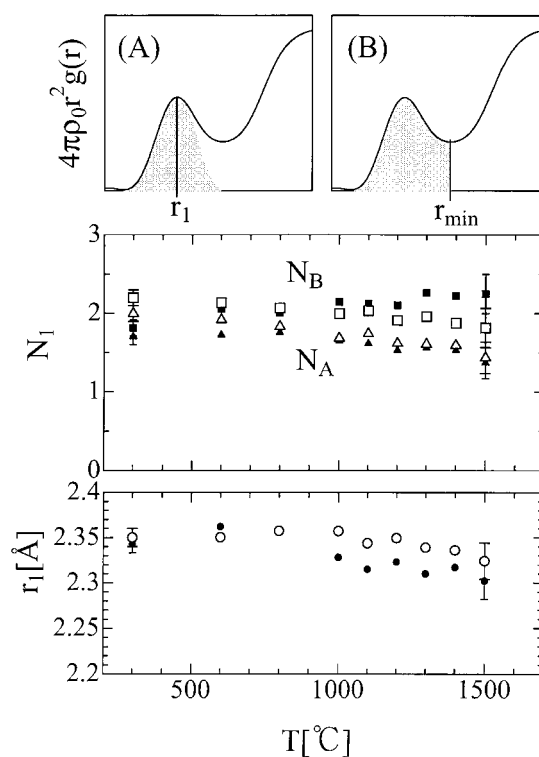 (A)
(B)
4πρ₀r²g(r)
r₁
r_min
3
2
1
0
N₁
N_B
N_A
2.4
2.35
2.3
2.25
2.2
r₁[Å]
500
1000
1500
T[℃]